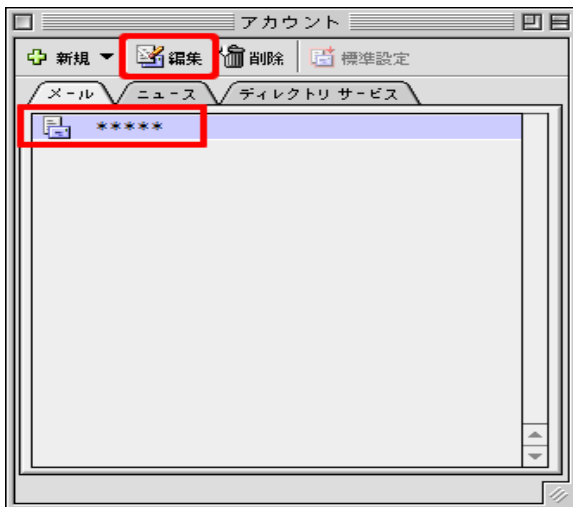 アカウント
新規 編集 削除 標準設定
メール ニュース ディレクトリ サービス
*****